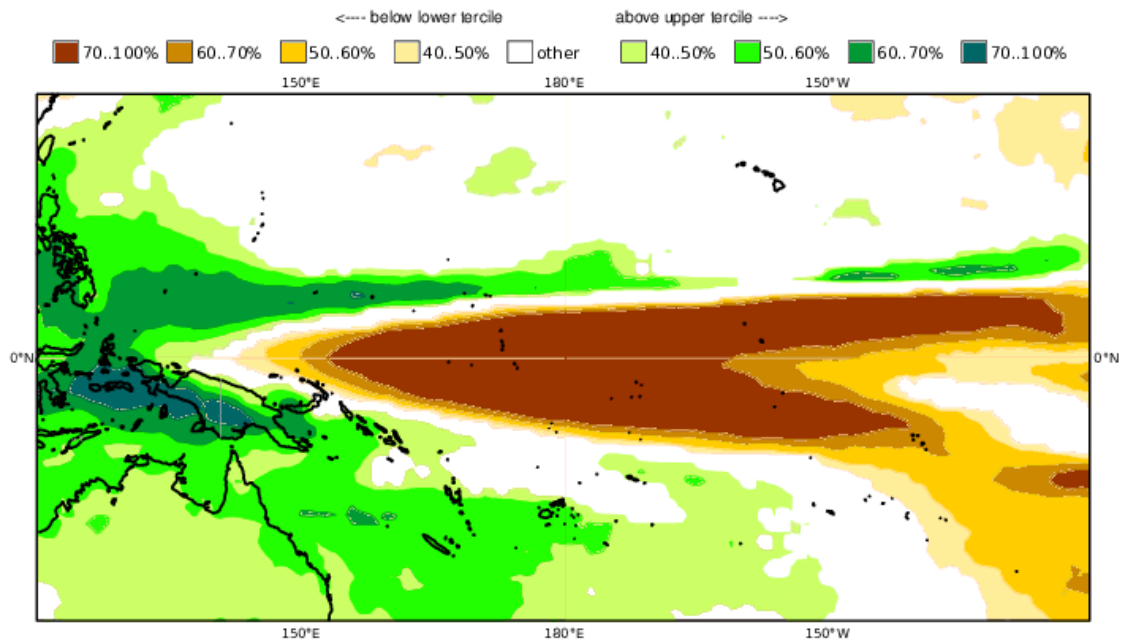 <---- below lower tercile above upper tercile ---->
70..100% 60..70% 50..60% 40..50% other 40..50% 50..60% 60..70% 70..100%
150°E 180°E 150°W
0°N 0°N
150°E 180°E 150°W